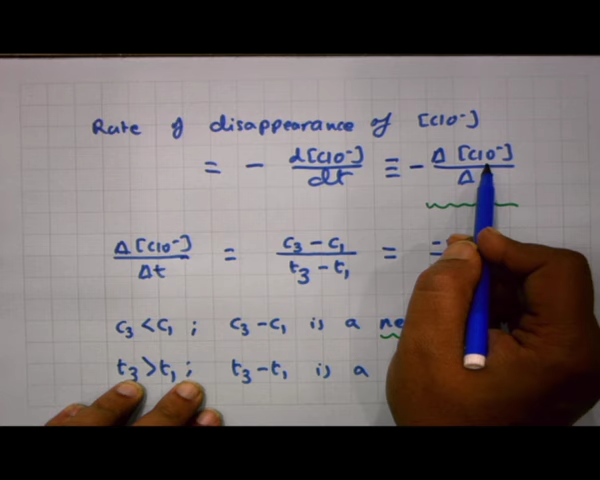 Rate of disappearance of [ClO⁻]
= - d[ClO⁻]/dt ≡ - Δ [ClO⁻]/Δ
Δ [ClO⁻]/Δt = C₃ - C₁/t₃ - t₁ = -
C₃ < C₁ ; C₃ - C₁ is a ne
t₃ > t₁ ; t₃ - t₁ is a